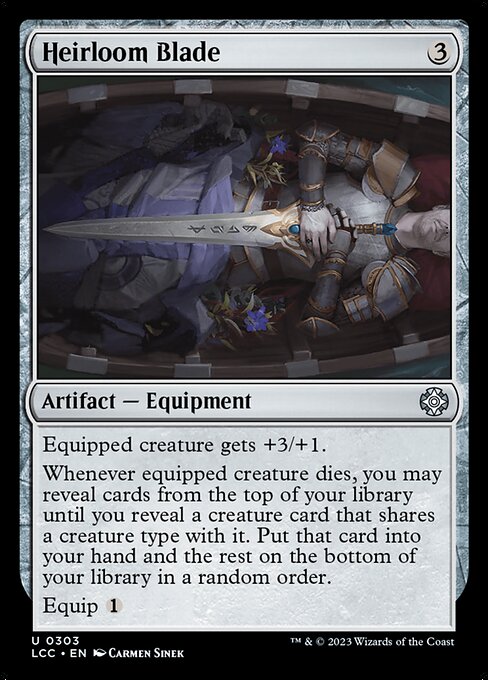 Heirloom Blade 3
Artifact — Equipment
Equipped creature gets +3/+1.
Whenever equipped creature dies, you may
reveal cards from the top of your library
until you reveal a creature card that shares
a creature type with it. Put that card into
your hand and the rest on the bottom of
your library in a random order.
Equip 1
U 0303
LCC • EN Carmen Sinek
™ & © 2023 Wizards of the Coast